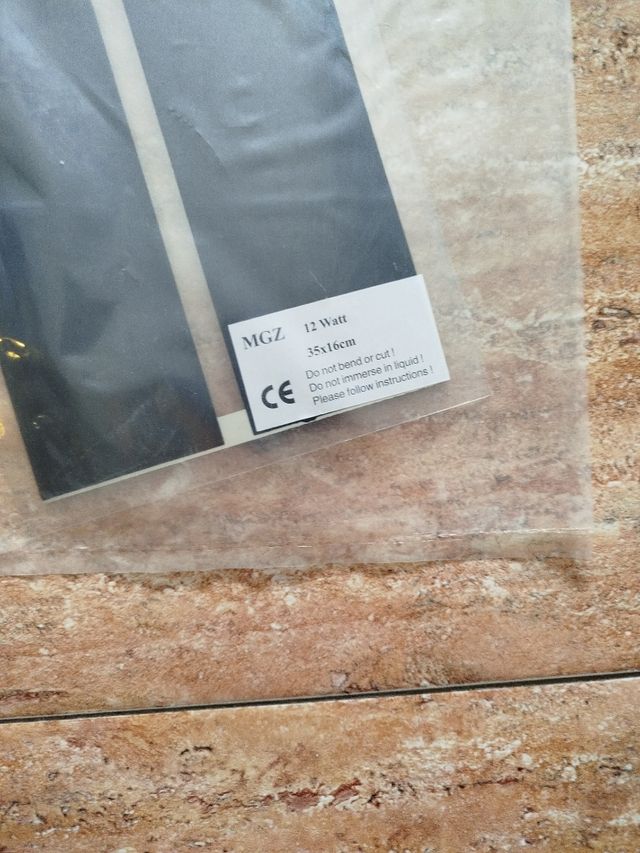 MGZ 12 Watt
35x16cm
Do not bend or cut !
Do not immerse in liquid !
CE Please follow instructions !